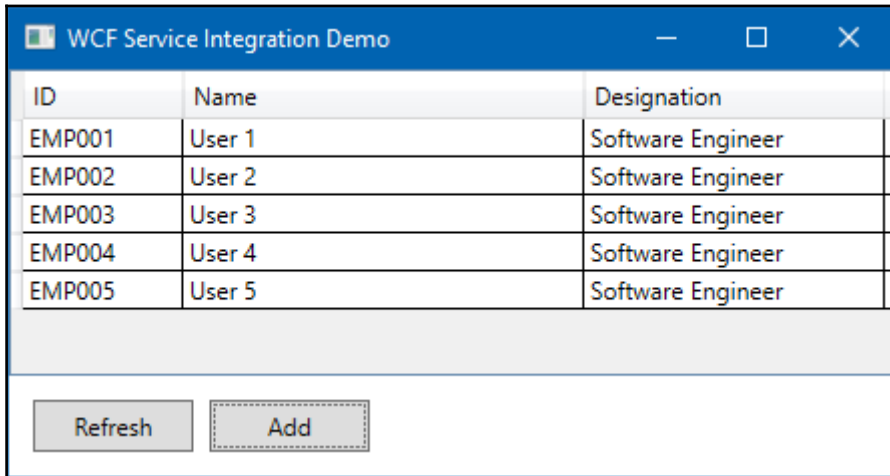 WCF Service Integration Demo
ID Name Designation
EMP001 User 1 Software Engineer
EMP002 User 2 Software Engineer
EMP003 User 3 Software Engineer
EMP004 User 4 Software Engineer
EMP005 User 5 Software Engineer
Refresh Add